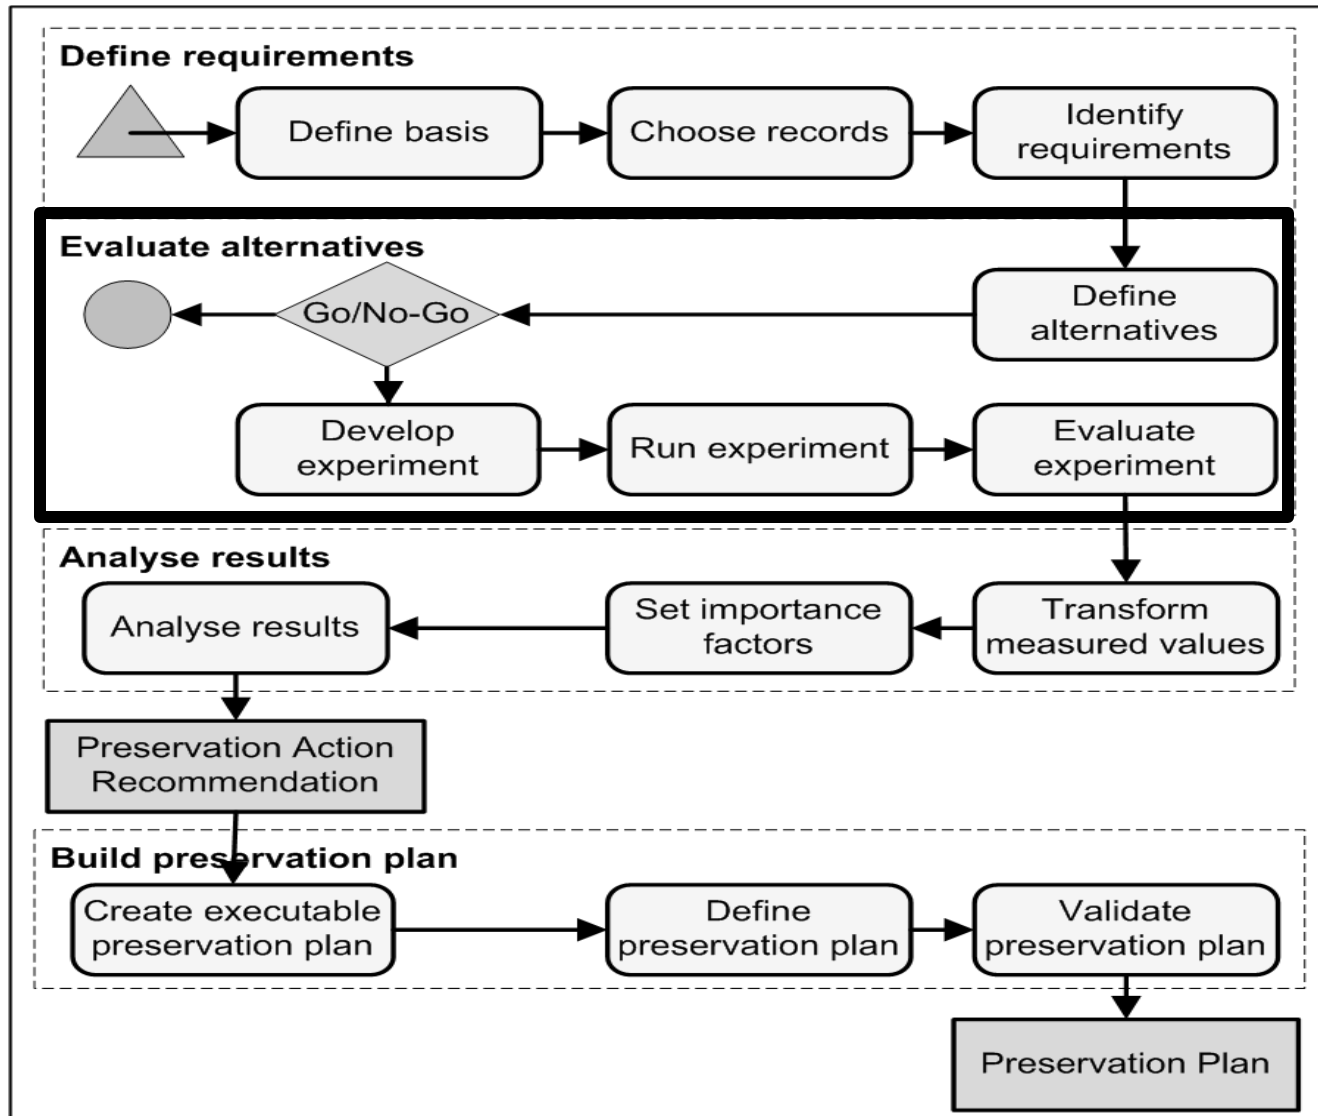 Define requirements
Define basis
Choose records
Identify
requirements
Evaluate alternatives
Go/No-Go
Define
alternatives
Develop
experiment
Run experiment
Evaluate
experiment
Analyse results
Analyse results
Set importance
factors
Transform
measured values
Preservation Action
Recommendation
Build preservation plan
Create executable
preservation plan
Define
preservation plan
Validate
preservation plan
Preservation Plan